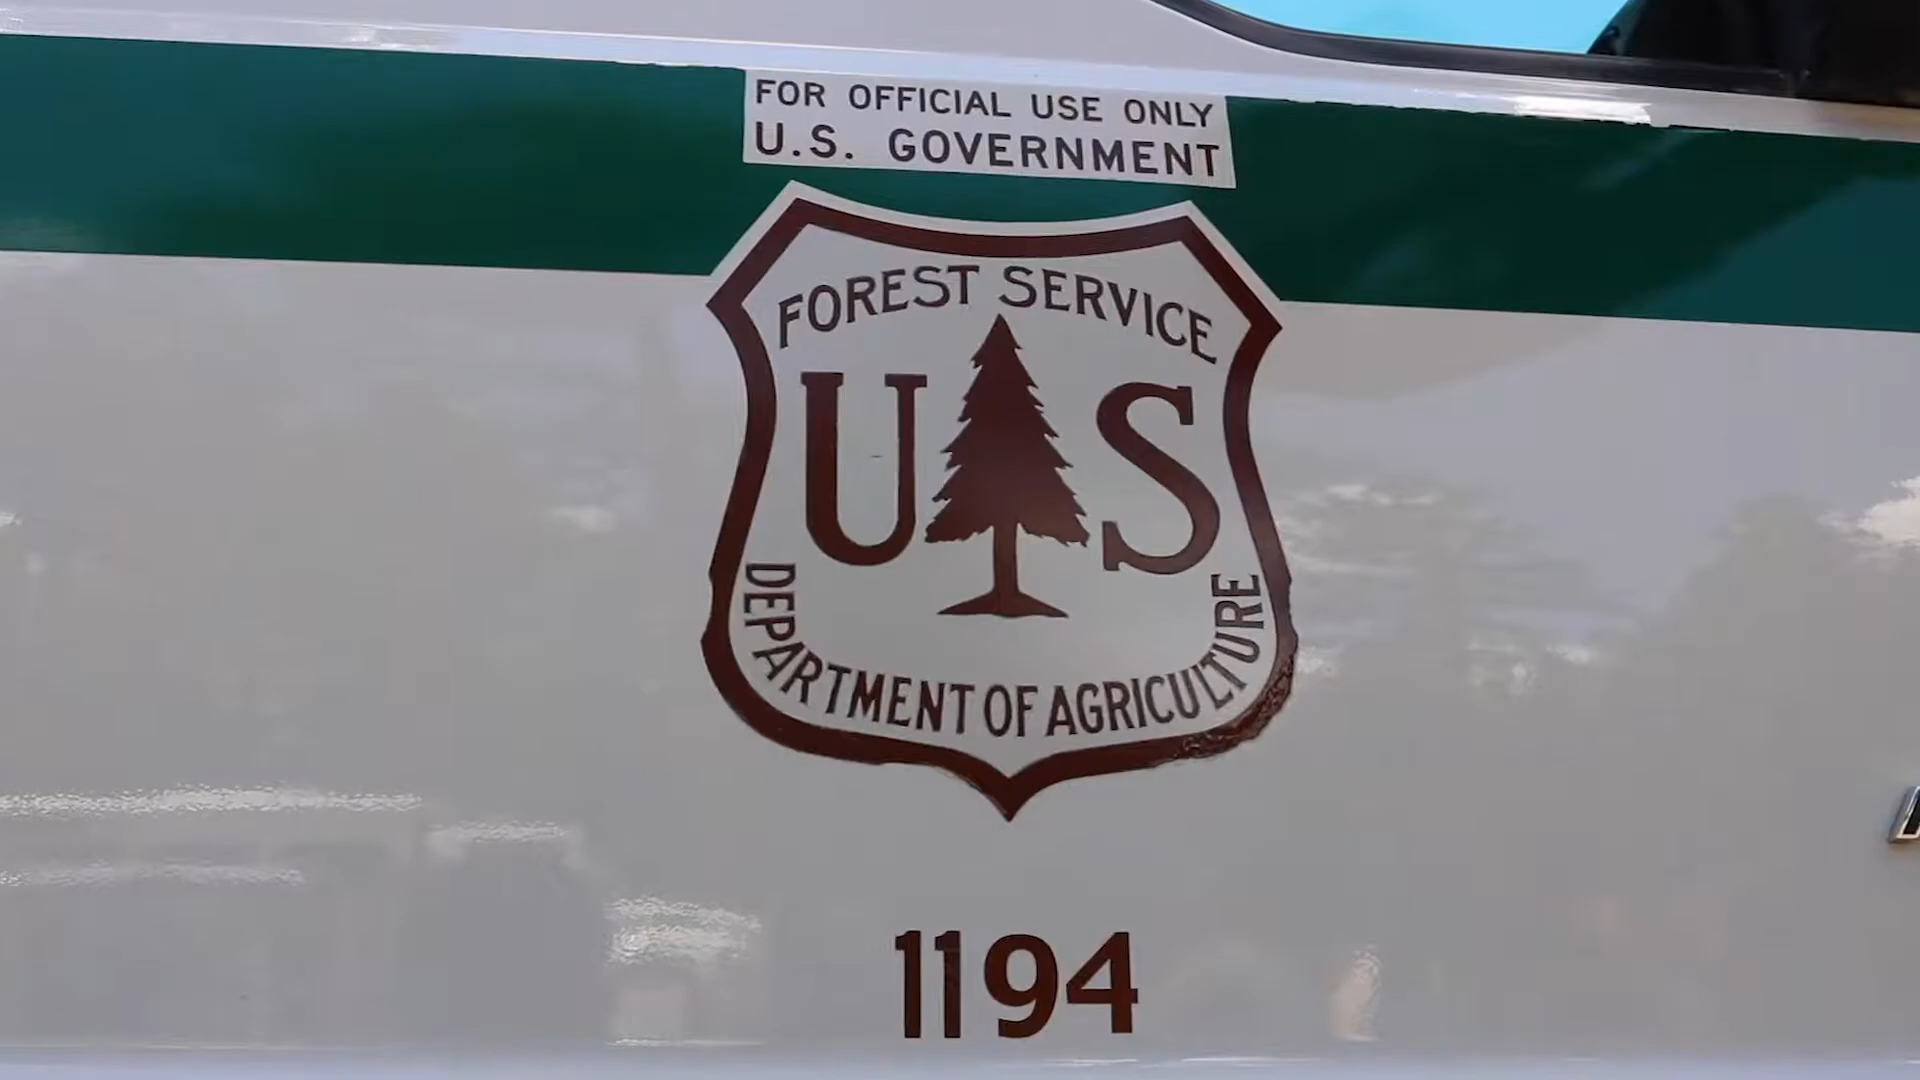 FOR OFFICIAL USE ONLY
U.S. GOVERNMENT
FOREST SERVICE
U S
DEPARTMENT OF AGRICULTURE
1194